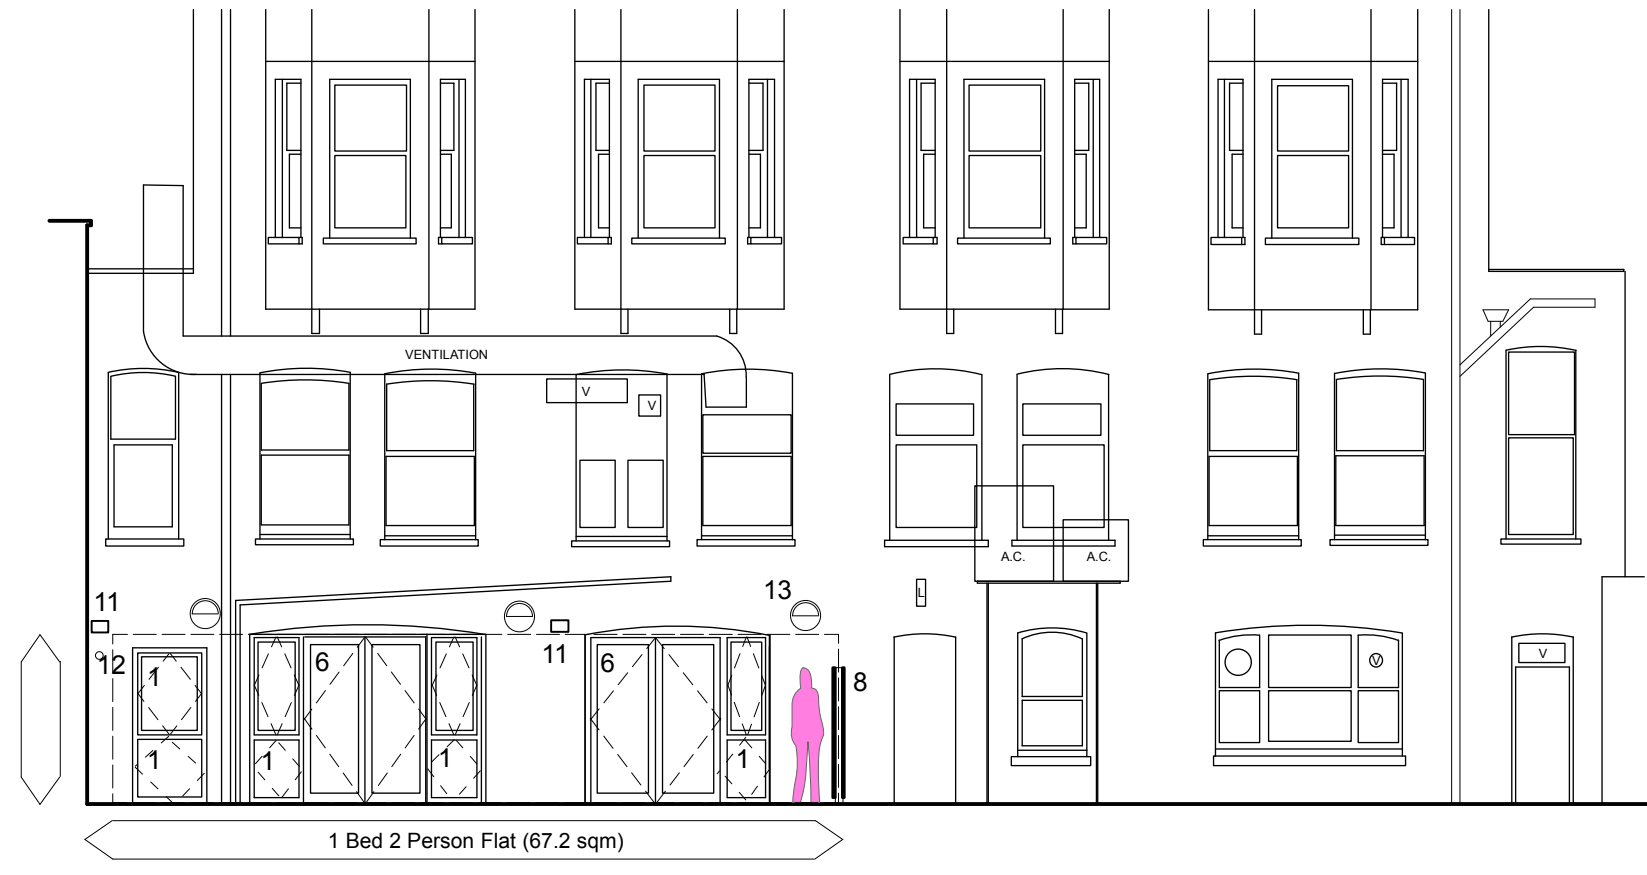 VENTILATION
V
V
A.C.
A.C.
L
11
13
11
12
1
6
6
8
V
V
1
1
1
1
1 Bed 2 Person Flat (67.2 sqm)